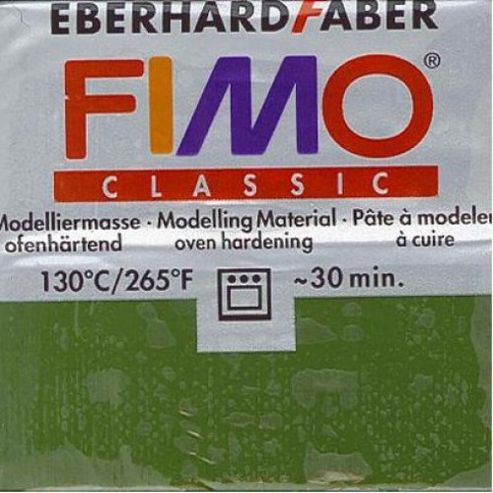 EBERHARD FABER
FIMO®
CLASSIC
Modelliermasse · Modelling Material · Pâte à modeler
ofenhärtend oven hardening à cuire
130°C/265°F ~30 min.